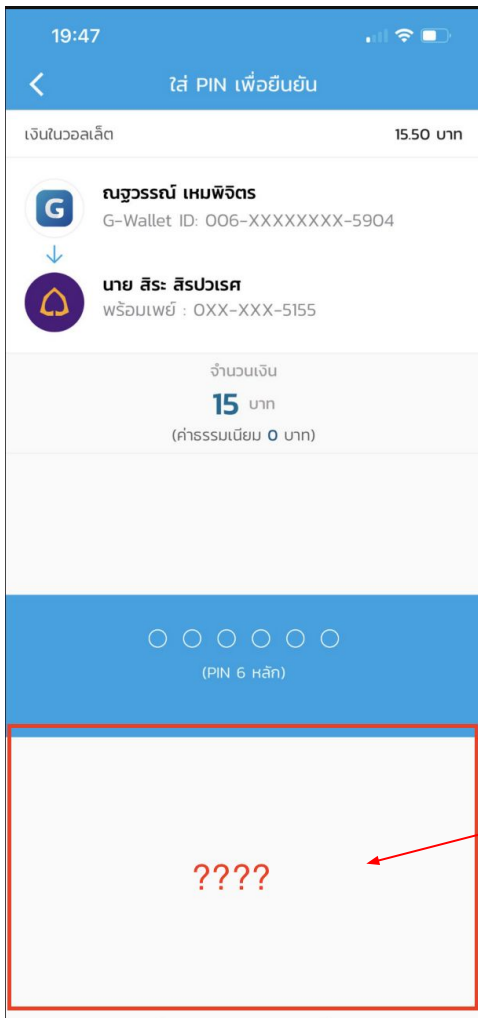 19:47
ใส่ PIN เพื่อยืนยัน
เงินในวอลเล็ต 15.50 บาท
G
ณฐวรรณ์ เหมพิจิตร
G-Wallet ID: 006-XXXXXXXX-5904
นาย สิระ สิรปวเรศ
พร้อมเพย์ : 0XX-XXX-5155
จำนวนเงิน
15 บาท
(ค่าธรรมเนียม 0 บาท)
(PIN 6 หลัก)
????